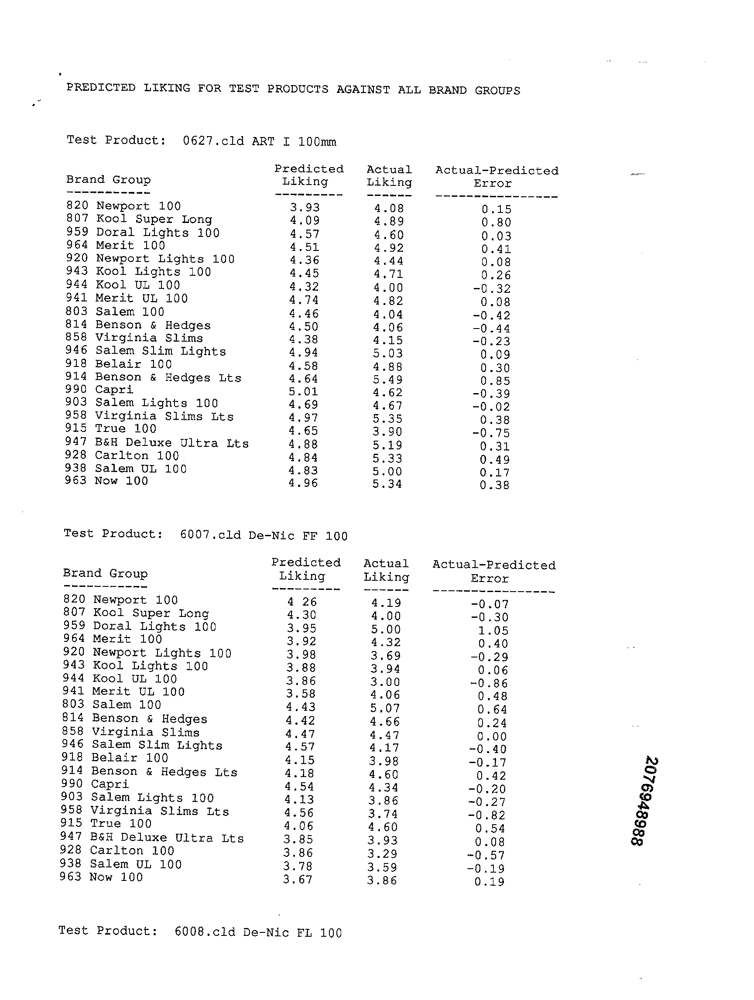 PREDICTED LIKING FOR TEST PRODUCTS AGAINST ALL BRAND GROUPS
Test Product: 0627.cld ART I 100mm
Predicted Actual Actual-Predicted
Brand Group Liking Liking Error
----------- --------- ------ ----------------
820 Newport 100 3.93 4.08 0.15
807 Kool Super Long 4.09 4.89 0.80
959 Doral Lights 100 4.57 4.60 0.03
964 Merit 100 4.51 4.92 0.41
920 Newport Lights 100 4.36 4.44 0.08
943 Kool Lights 100 4.45 4.71 0.26
944 Kool UL 100 4.32 4.00 -0.32
941 Merit UL 100 4.74 4.82 0.08
803 Salem 100 4.46 4.04 -0.42
814 Benson & Hedges 4.50 4.06 -0.44
858 Virginia Slims 4.38 4.15 -0.23
946 Salem Slim Lights 4.94 5.03 0.09
918 Belair 100 4.58 4.88 0.30
914 Benson & Hedges Lts 4.64 5.49 0.85
990 Capri 5.01 4.62 -0.39
903 Salem Lights 100 4.69 4.67 -0.02
958 Virginia Slims Lts 4.97 5.35 0.38
915 True 100 4.65 3.90 -0.75
947 B&H Deluxe Ultra Lts 4.88 5.19 0.31
928 Carlton 100 4.84 5.33 0.49
938 Salem UL 100 4.83 5.00 0.17
963 Now 100 4.96 5.34 0.38
Test Product: 6007.cld De-Nic FF 100
Predicted Actual Actual-Predicted
Brand Group Liking Liking Error
----------- --------- ------ ----------------
820 Newport 100 4 26 4.19 -0.07
807 Kool Super Long 4.30 4.00 -0.30
959 Doral Lights 100 3.95 5.00 1.05
964 Merit 100 3.92 4.32 0.40
920 Newport Lights 100 3.98 3.69 -0.29
943 Kool Lights 100 3.88 3.94 0.06
944 Kool UL 100 3.86 3.00 -0.86
941 Merit UL 100 3.58 4.06 0.48
803 Salem 100 4.43 5.07 0.64
814 Benson & Hedges 4.42 4.66 0.24
858 Virginia Slims 4.47 4.47 0.00
946 Salem Slim Lights 4.57 4.17 -0.40
918 Belair 100 4.15 3.98 -0.17
914 Benson & Hedges Lts 4.18 4.60 0.42
990 Capri 4.54 4.34 -0.20
903 Salem Lights 100 4.13 3.86 -0.27
958 Virginia Slims Lts 4.56 3.74 -0.82
915 True 100 4.06 4.60 0.54
947 B&H Deluxe Ultra Lts 3.85 3.93 0.08
928 Carlton 100 3.86 3.29 -0.57
938 Salem UL 100 3.78 3.59 -0.19
963 Now 100 3.67 3.86 0.19
Test Product: 6008.cld De-Nic FL 100
2076948988